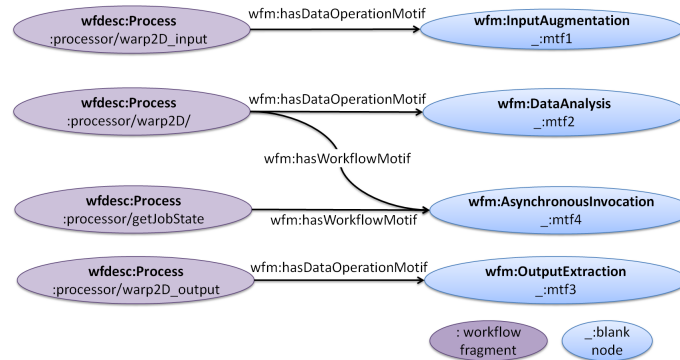 wfdesc:Process
:processor/warp2D_input
wfm:hasDataOperationMotif
wfm:InputAugmentation
_:mtf1
wfdesc:Process
:processor/warp2D/
wfm:hasDataOperationMotif
wfm:DataAnalysis
_:mtf2
wfm:hasWorkflowMotif
wfdesc:Process
:processor/getJobState
wfm:hasWorkflowMotif
wfm:AsynchronousInvocation
_:mtf4
wfdesc:Process
:processor/warp2D_output
wfm:hasDataOperationMotif
wfm:OutputExtraction
_:mtf3
: workflow
fragment
_:blank
node